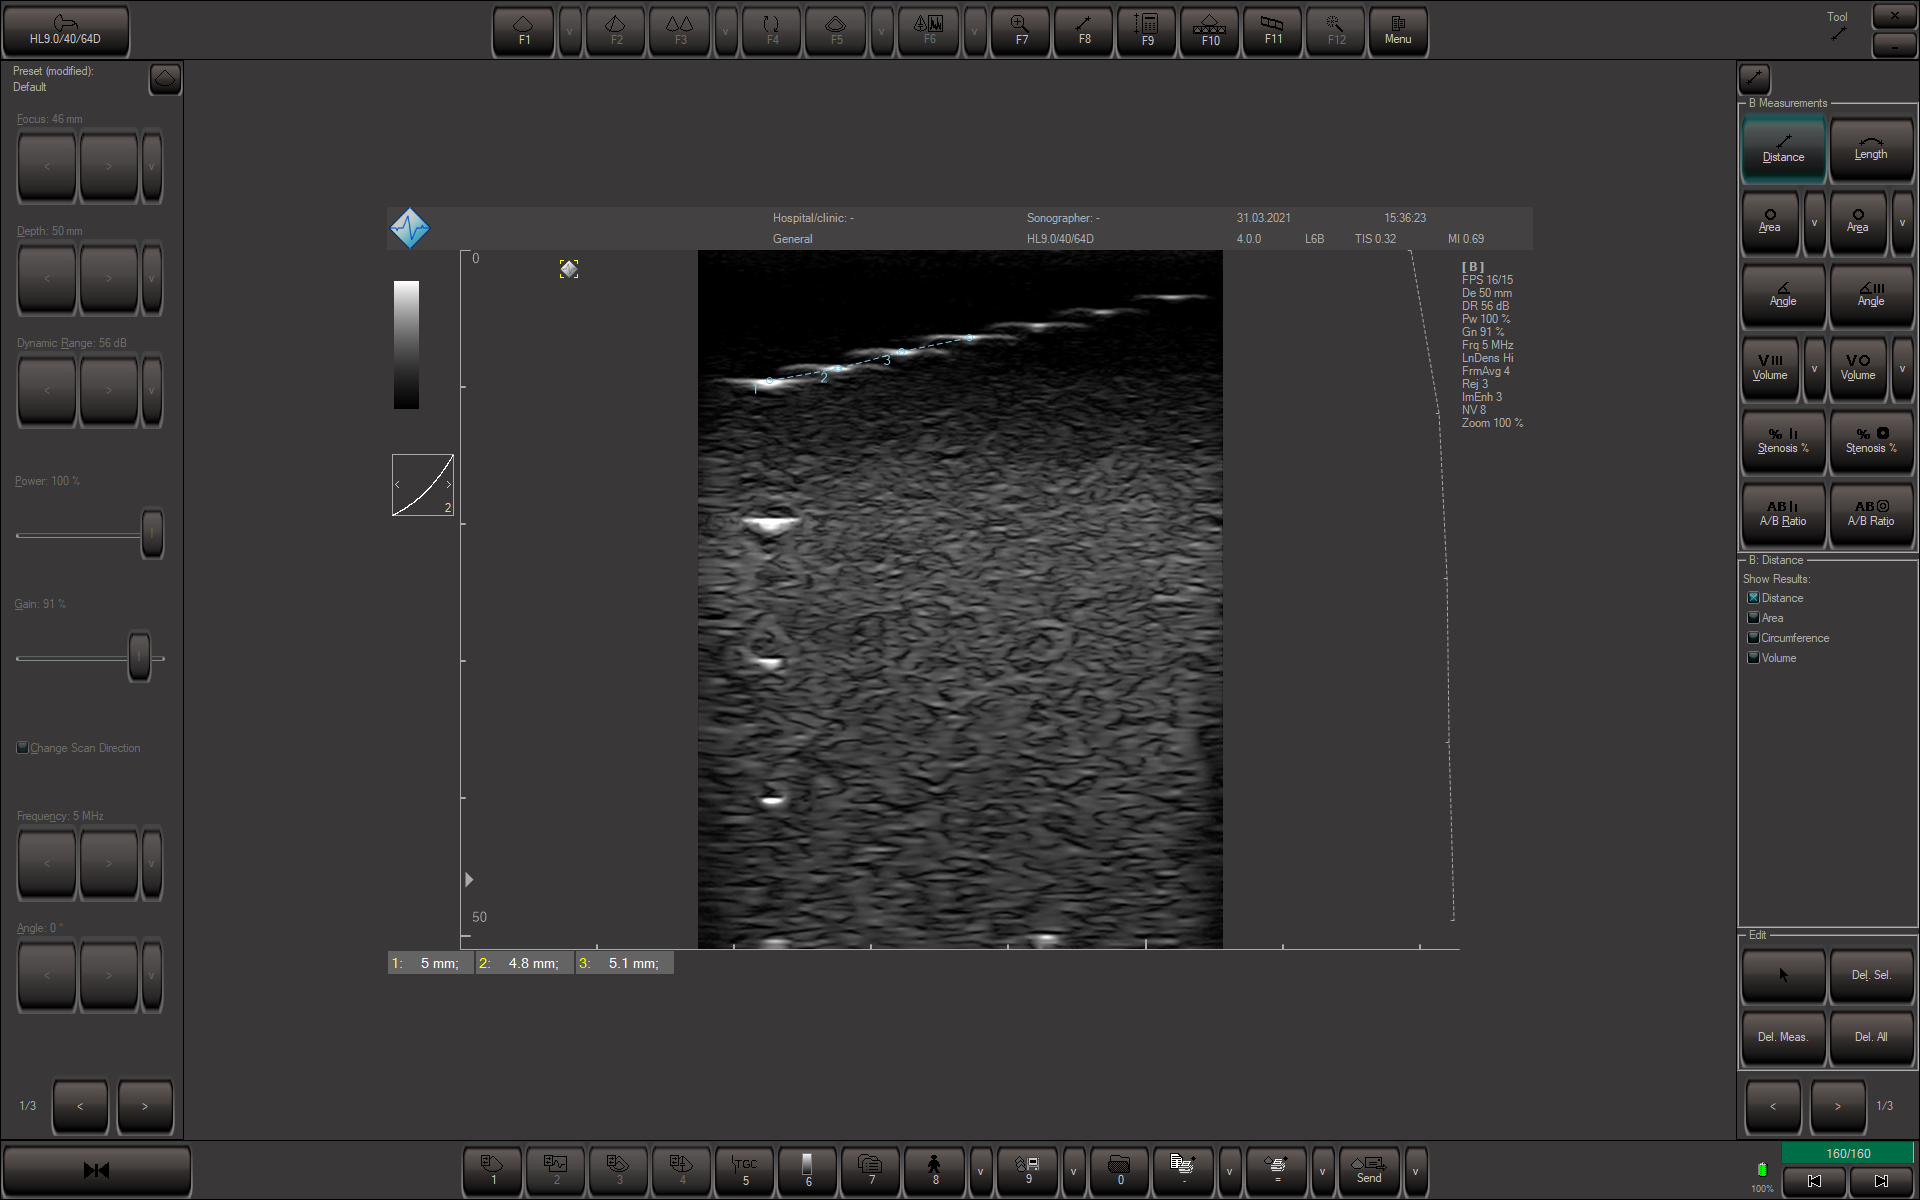 HL9.0/40/64D
F1
v
F2
F3
v
F4
F5
v
F6
v
F7
F8
F9
F10
F11
F12
Menu
Tool
Preset (modified):
Default
Focus: 46 mm
< > v
Depth: 50 mm
< > v
Dynamic Range: 56 dB
< > v
Power: 100 %
Gain: 91 %
Change Scan Direction
Frequency: 5 MHz
< > v
Angle: 0 °
< > v
1/3 < >
Hospital/clinic: - Sonographer: - 31.03.2021 15:36:23
General HL9.0/40/64D 4.0.0 L6B TIS 0.32 MI 0.69
0
[ B ]
FPS 16/15
De 50 mm
DR 56 dB
Pw 100 %
Gn 91 %
Frq 5 MHz
LnDens Hi
FrmAvg 4
Rej 3
ImEnh 3
NV 8
Zoom 100 %
3
2
1
< >
2
50
1: 5 mm; 2: 4.8 mm; 3: 5.1 mm;
B Measurements
Distance Length
Area v Area v
Angle Angle
V Volume v V Volume v
% Stenosis % % Stenosis %
AB A/B Ratio AB A/B Ratio
B: Distance
Show Results:
Distance
Area
Circumference
Volume
Edit
Del. Sel.
Del. Meas. Del. All
< > 1/3
1
2
3
4
TGC
5
6
7
8
v
9
v
0
-
v
=
v
Send
v
160/160
100%